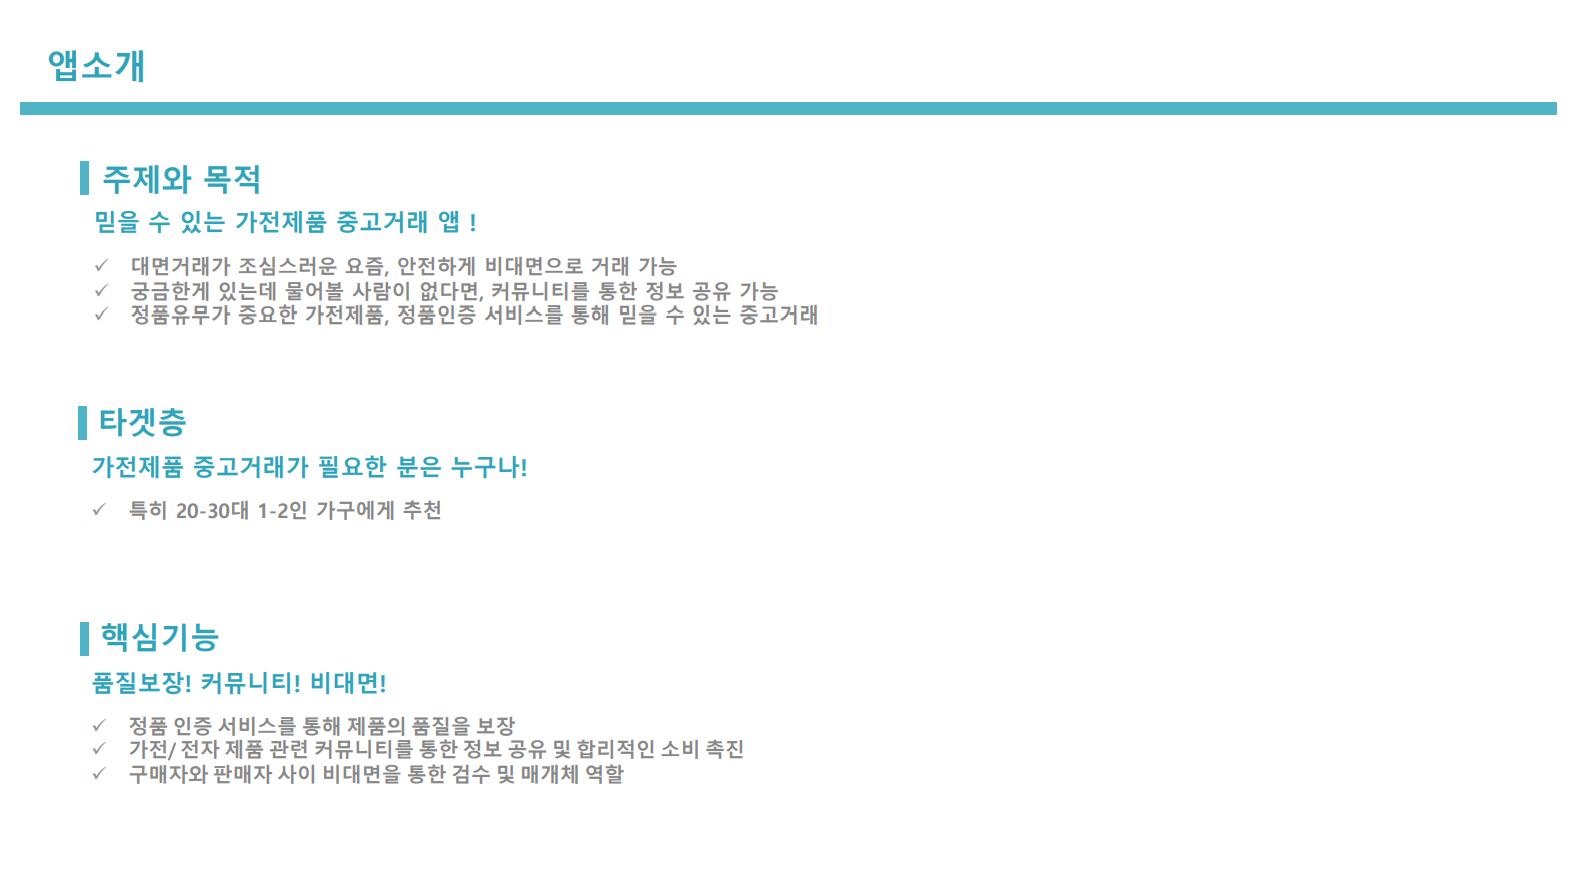 앱소개
주제와 목적
믿을 수 있는 가전제품 중고거래 앱 !
✓ 대면거래가 조심스러운 요즘, 안전하게 비대면으로 거래 가능
✓ 궁금한게 있는데 물어볼 사람이 없다면, 커뮤니티를 통한 정보 공유 가능
✓ 정품유무가 중요한 가전제품, 정품인증 서비스를 통해 믿을 수 있는 중고거래
타겟층
가전제품 중고거래가 필요한 분은 누구나!
✓ 특히 20-30대 1-2인 가구에게 추천
핵심기능
품질보장! 커뮤니티! 비대면!
✓ 정품 인증 서비스를 통해 제품의 품질을 보장
✓ 가전/ 전자 제품 관련 커뮤니티를 통한 정보 공유 및 합리적인 소비 촉진
✓ 구매자와 판매자 사이 비대면을 통한 검수 및 매개체 역할